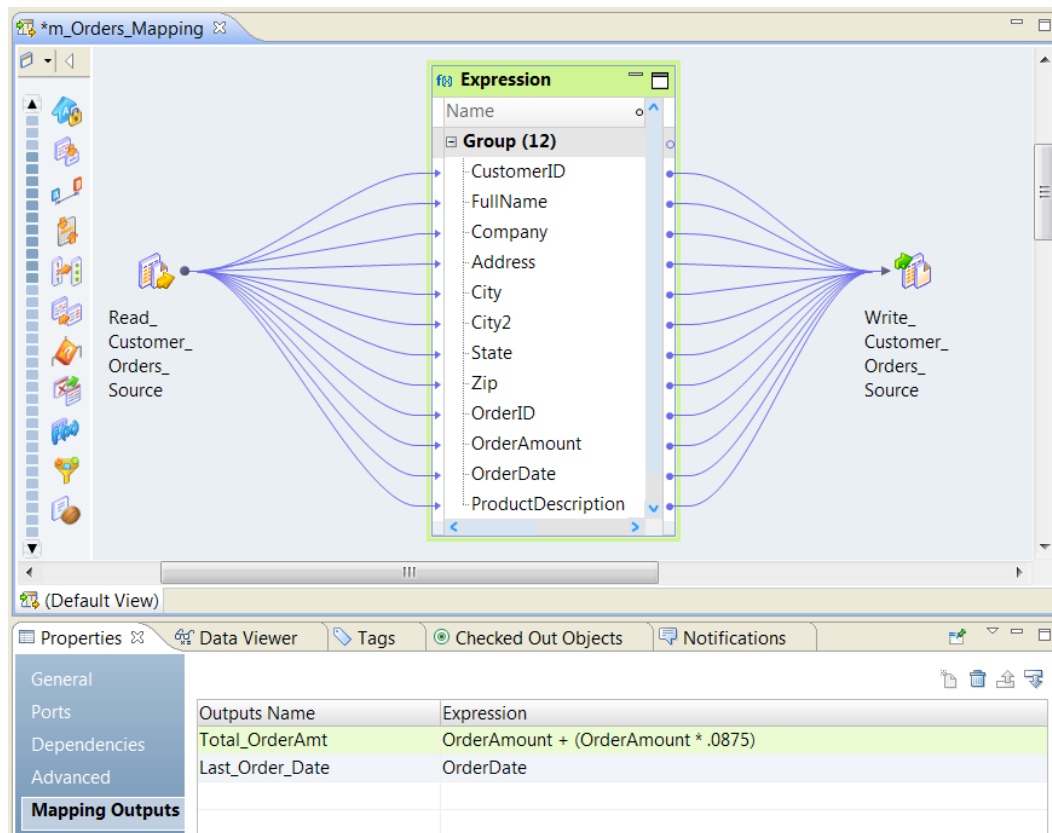 *m_Orders_Mapping
f(x) Expression
Name
Group (12)
CustomerID
FullName
Company
Address
City
City2
State
Zip
OrderID
OrderAmount
OrderDate
ProductDescription
Read_
Customer_
Orders_
Source
Write_
Customer_
Orders_
Source
(Default View)
Properties Data Viewer Tags Checked Out Objects Notifications
General
Ports
Dependencies
Advanced
Mapping Outputs
Outputs Name Expression
Total_OrderAmt OrderAmount + (OrderAmount * .0875)
Last_Order_Date OrderDate